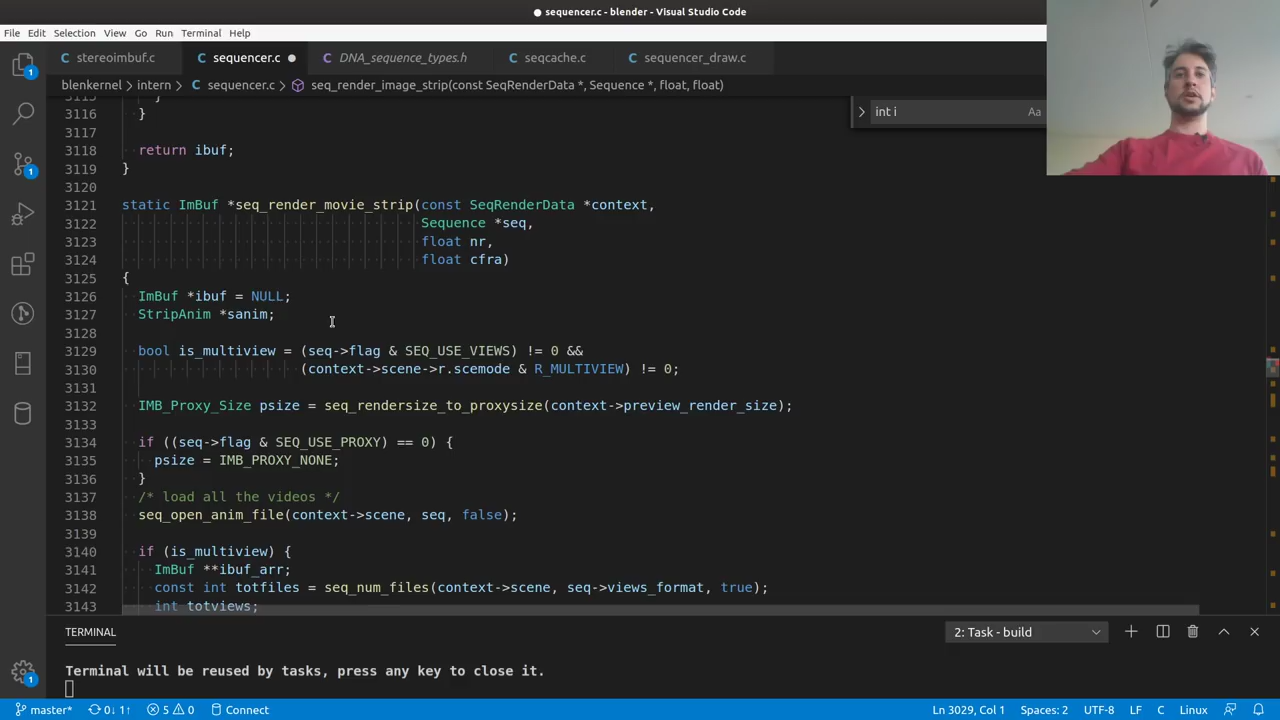 sequencer.c - blender - Visual Studio Code
File Edit Selection View Go Run Terminal Help
C stereoimbuf.c C sequencer.c C DNA_sequence_types.h C seqcache.c C sequencer_draw.c
blenkernel > intern > C sequencer.c > seq_render_image_strip(const SeqRenderData *, Sequence *, float, float)
int i Aa
3116 }
3117
3118 return ibuf;
3119 }
3120
3121 static ImBuf *seq_render_movie_strip(const SeqRenderData *context,
3122 Sequence *seq,
3123 float nr,
3124 float cfra)
3125 {
3126 ImBuf *ibuf = NULL;
3127 StripAnim *sanim;
3128
3129 bool is_multiview = (seq->flag & SEQ_USE_VIEWS) != 0 &&
3130 (context->scene->r.scemode & R_MULTIVIEW) != 0;
3131
3132 IMB_Proxy_Size psize = seq_rendersize_to_proxysize(context->preview_render_size);
3133
3134 if ((seq->flag & SEQ_USE_PROXY) == 0) {
3135 psize = IMB_PROXY_NONE;
3136 }
3137 /* load all the videos */
3138 seq_open_anim_file(context->scene, seq, false);
3139
3140 if (is_multiview) {
3141 ImBuf **ibuf_arr;
3142 const int totfiles = seq_num_files(context->scene, seq->views_format, true);
3143 int totviews;
TERMINAL 2: Task - build
Terminal will be reused by tasks, press any key to close it.
master* 0↓ 1↑ 5 0 Connect Ln 3029, Col 1 Spaces: 2 UTF-8 LF C Linux